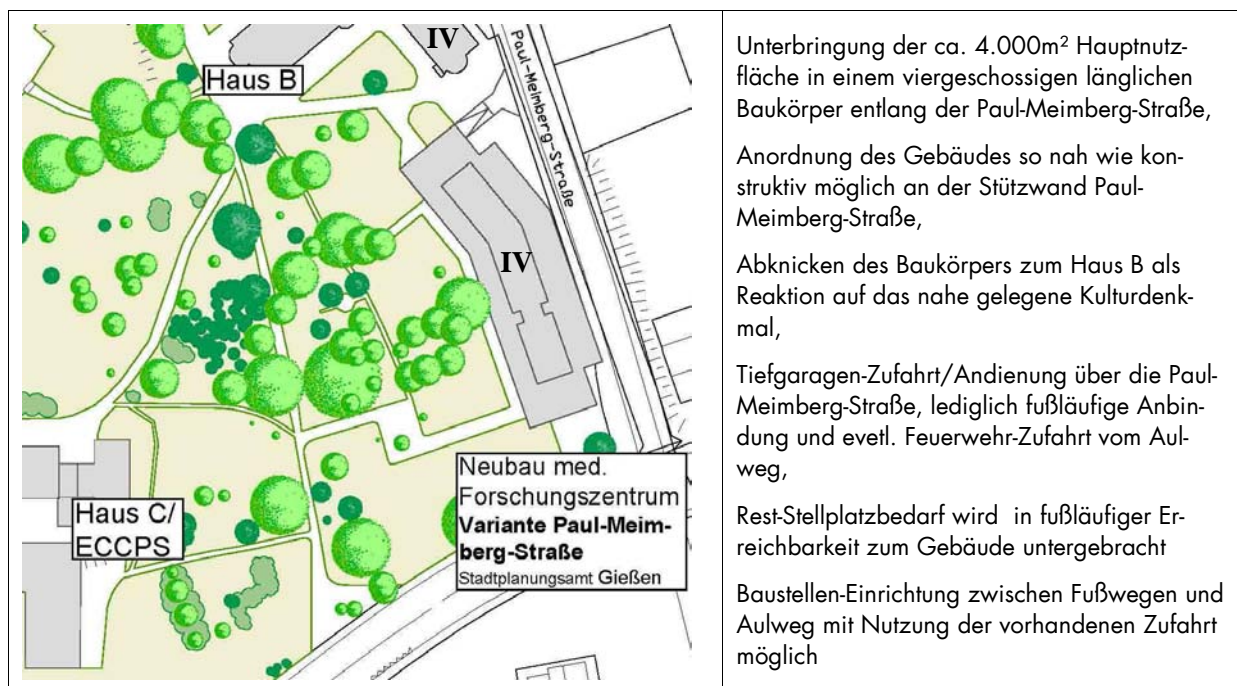 IV
Haus B
Paul-Meimberg-Straße
IV
Haus C/
ECCPS
Neubau med.
Forschungszentrum
Variante Paul-Meim-
berg-Straße
Stadtplanungsamt Gießen
Unterbringung der ca. 4.000m² Hauptnutz-
fläche in einem viergeschossigen länglichen
Baukörper entlang der Paul-Meimberg-Straße,
Anordnung des Gebäudes so nah wie kon-
struktiv möglich an der Stützwand Paul-
Meimberg-Straße,
Abknicken des Baukörpers zum Haus B als
Reaktion auf das nahe gelegene Kulturdenk-
mal,
Tiefgaragen-Zufahrt/Andienung über die Paul-
Meimberg-Straße, lediglich fußläufige Anbin-
dung und evetl. Feuerwehr-Zufahrt vom Aul-
weg,
Rest-Stellplatzbedarf wird in fußläufiger Er-
reichbarkeit zum Gebäude untergebracht
Baustellen-Einrichtung zwischen Fußwegen und
Aulweg mit Nutzung der vorhandenen Zufahrt
möglich